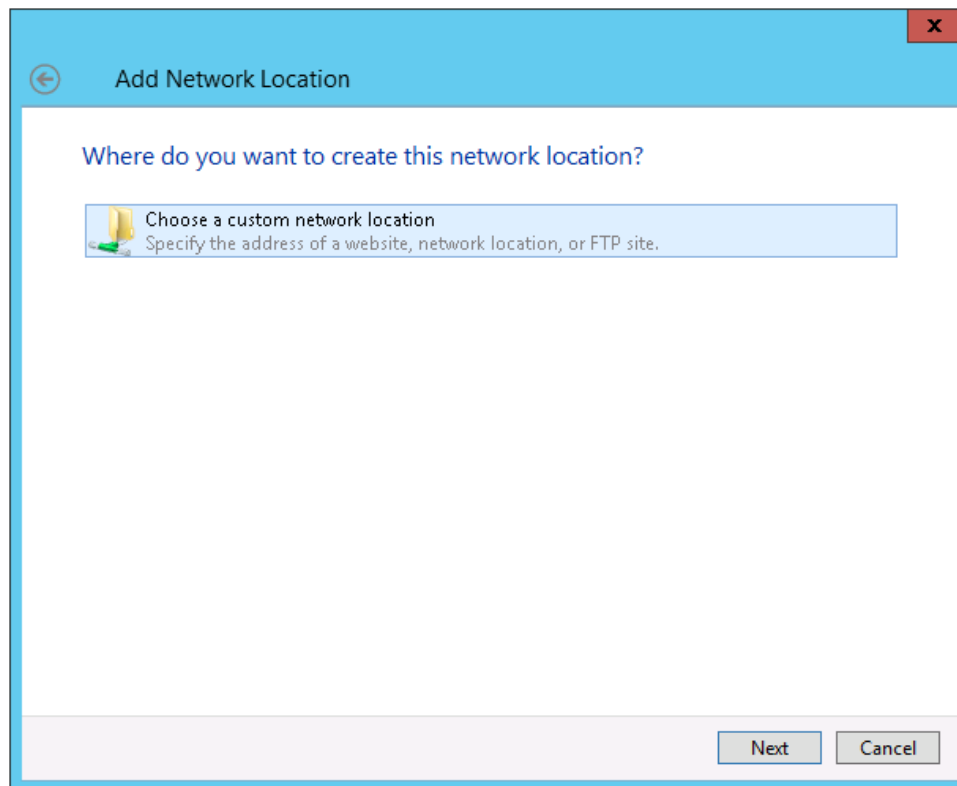 x
Add Network Location
Where do you want to create this network location?
Choose a custom network location
Specify the address of a website, network location, or FTP site.
Next
Cancel